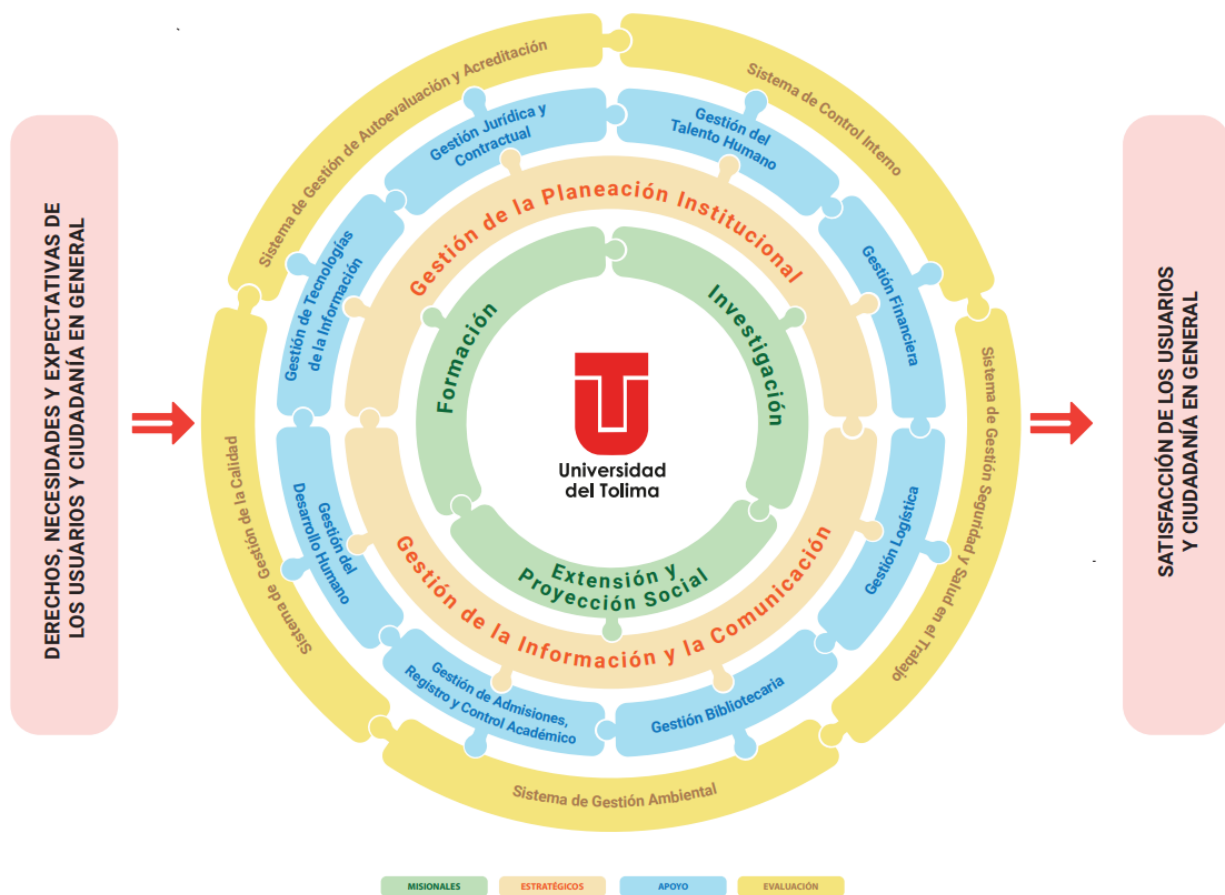 DERECHOS, NECESIDADES Y EXPECTATIVAS DE
LOS USUARIOS Y CIUDADANÍA EN GENERAL
Sistema de Gestión de Autoevaluación y Acreditación
Sistema de Control Interno
Sistema de Gestión Seguridad y Salud en el Trabajo
Sistema de Gestión Ambiental
Sistema de Gestión de la Calidad
Gestión Jurídica y
Contractual
Gestión del
Talento Humano
Gestión Financiera
Gestión Logística
Gestión Bibliotecaria
Gestión de Admisiones,
Registro y Control Académico
Gestión del
Desarrollo Humano
Gestión de Tecnologías
de la Información
Gestión de la Planeación Institucional
Gestión de la Información y la Comunicación
Formación
Investigación
Extensión y
Proyección Social
Universidad
del Tolima
SATISFACCIÓN DE LOS USUARIOS
Y CIUDADANÍA EN GENERAL
MISIONALES
ESTRATÉGICOS
APOYO
EVALUACIÓN